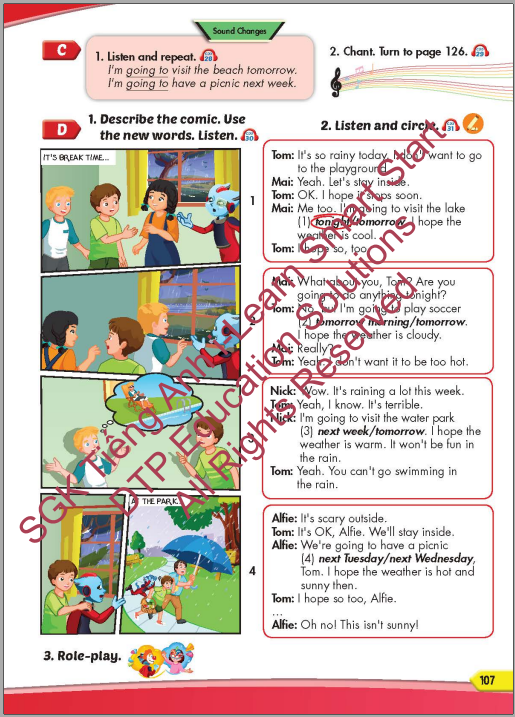 Sound Changes
C
1. Listen and repeat. CD2 28
I'm going to visit the beach tomorrow.
I'm going to have a picnic next week.
2. Chant. Turn to page 126. 29
D
1. Describe the comic. Use
the new words. Listen. 30
2. Listen and circle. 31
IT'S BREAK TIME...
1
Tom: It's so rainy today. I don't want to go
to the playground.
Mai: Yeah. Let's stay inside.
Tom: OK. I hope it stops soon.
Mai: Me too. I'm going to visit the lake
(1) tonight/tomorrow. I hope the
weather is cool.
Tom: I hope so, too.
2
Mai: What about you, Tom? Are you
going to do anything tonight?
Tom: No, but I'm going to play soccer
(2) tomorrow morning/tomorrow.
I hope the weather is cloudy.
Mai: Really?
Tom: Yeah. I don't want it to be too hot.
3
Nick: Wow. It's raining a lot this week.
Tom: Yeah, I know. It's terrible.
Nick: I'm going to visit the water park
(3) next week/tomorrow. I hope the
weather is warm. It won't be fun in
the rain.
Tom: Yeah. You can't go swimming in
the rain.
AT THE PARK...
4
Alfie: It's scary outside.
Tom: It's OK, Alfie. We'll stay inside.
Alfie: We're going to have a picnic
(4) next Tuesday/next Wednesday,
Tom. I hope the weather is hot and
sunny then.
Tom: I hope so too, Alfie.
...
Alfie: Oh no! This isn't sunny!
3. Role-play.
107
SGK Tiếng Anh i-Learn Smart Start
DTP Education Solutions
All Rights Reserved